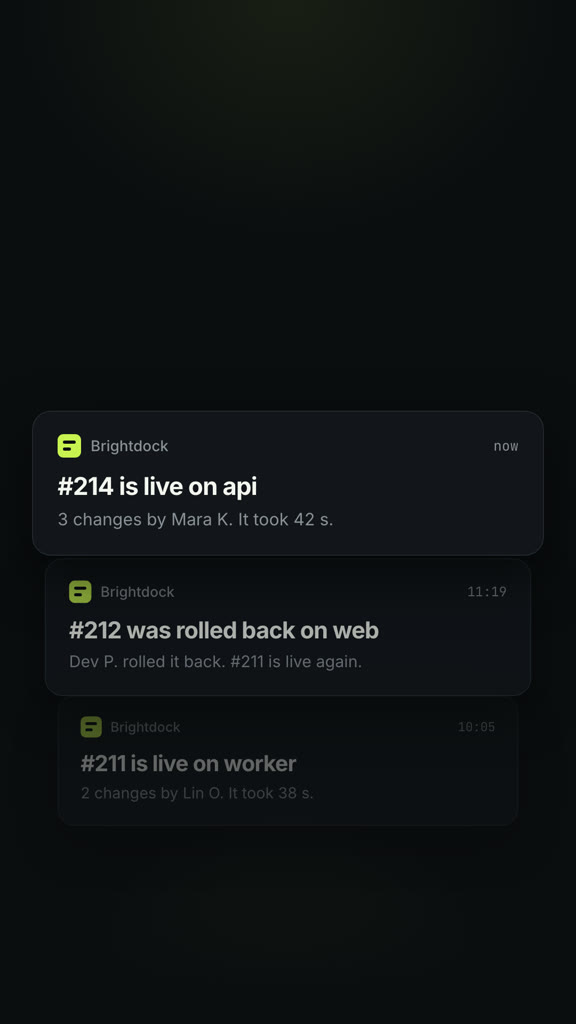 Brightdock
now
#214 is live on api
3 changes by Mara K. It took 42 s.
Brightdock
11:19
#212 was rolled back on web
Dev P. rolled it back. #211 is live again.
Brightdock
10:05
#211 is live on worker
2 changes by Lin O. It took 38 s.